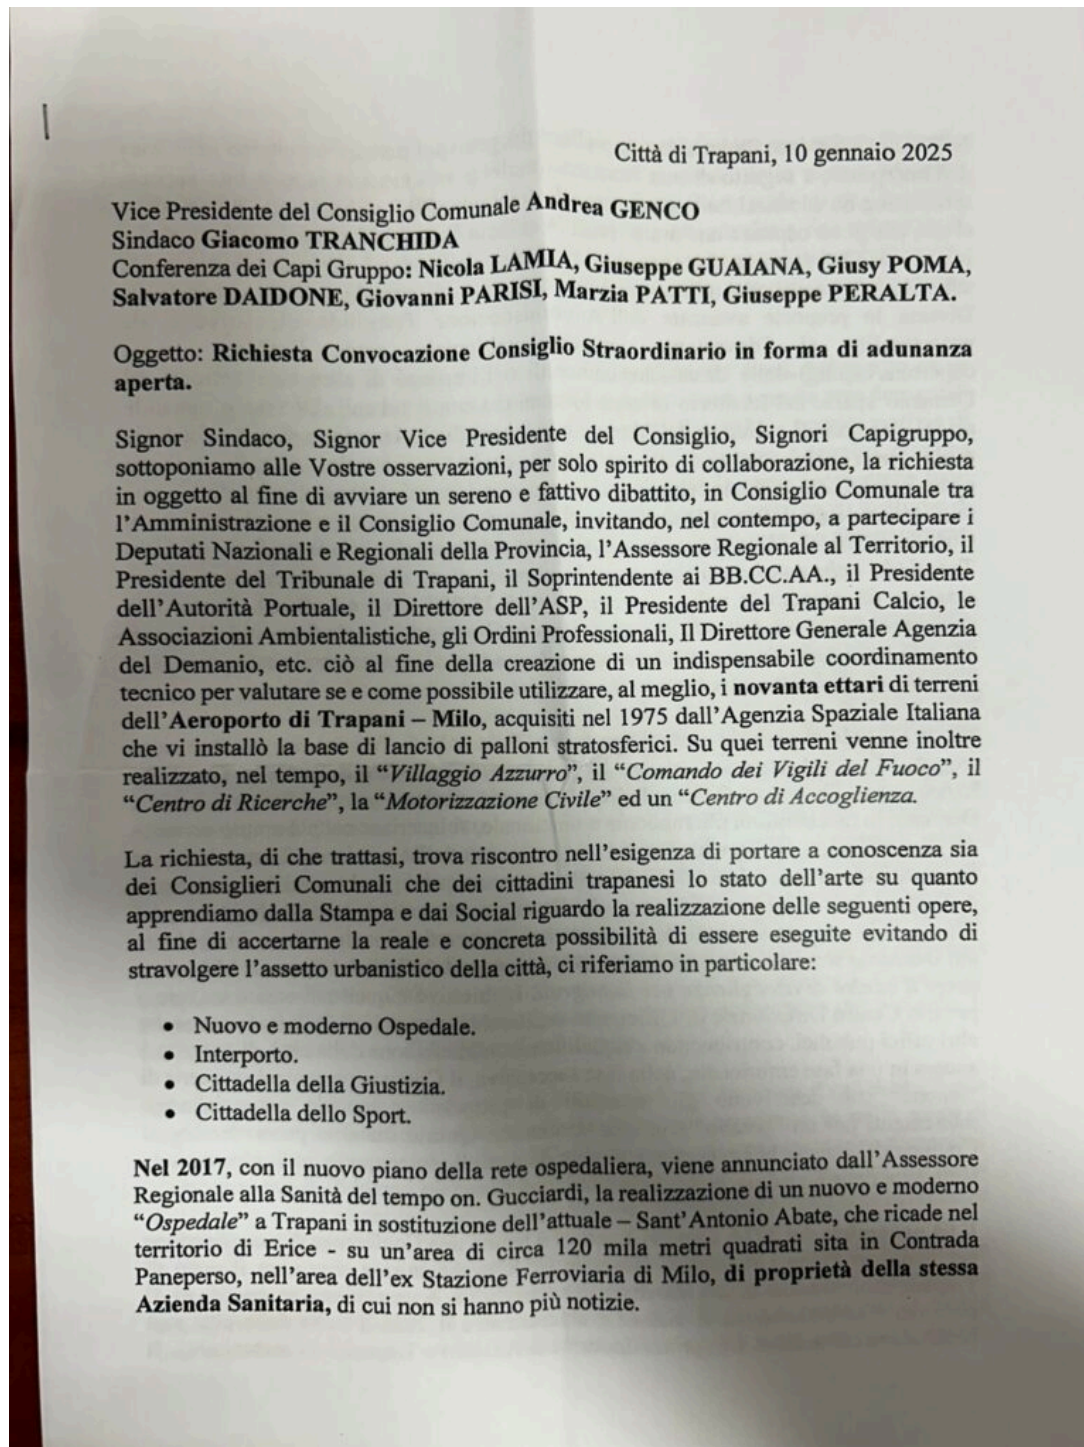 Città di Trapani, 10 gennaio 2025
Vice Presidente del Consiglio Comunale Andrea GENCO
Sindaco Giacomo TRANCHIDA
Conferenza dei Capi Gruppo: Nicola LAMIA, Giuseppe GUAIANA, Giusy POMA,
Salvatore DAIDONE, Giovanni PARISI, Marzia PATTI, Giuseppe PERALTA.
Oggetto: Richiesta Convocazione Consiglio Straordinario in forma di adunanza
aperta.
Signor Sindaco, Signor Vice Presidente del Consiglio, Signori Capigruppo,
sottoponiamo alle Vostre osservazioni, per solo spirito di collaborazione, la richiesta
in oggetto al fine di avviare un sereno e fattivo dibattito, in Consiglio Comunale tra
l'Amministrazione e il Consiglio Comunale, invitando, nel contempo, a partecipare i
Deputati Nazionali e Regionali della Provincia, l'Assessore Regionale al Territorio, il
Presidente del Tribunale di Trapani, il Soprintendente ai BB.CC.AA., il Presidente
dell'Autorità Portuale, il Direttore dell'ASP, il Presidente del Trapani Calcio, le
Associazioni Ambientalistiche, gli Ordini Professionali, Il Direttore Generale Agenzia
del Demanio, etc. ciò al fine della creazione di un indispensabile coordinamento
tecnico per valutare se e come possibile utilizzare, al meglio, i novanta ettari di terreni
dell'Aeroporto di Trapani – Milo, acquisiti nel 1975 dall'Agenzia Spaziale Italiana
che vi installò la base di lancio di palloni stratosferici. Su quei terreni venne inoltre
realizzato, nel tempo, il “Villaggio Azzurro”, il “Comando dei Vigili del Fuoco”, il
“Centro di Ricerche”, la “Motorizzazione Civile” ed un “Centro di Accoglienza.
La richiesta, di che trattasi, trova riscontro nell'esigenza di portare a conoscenza sia
dei Consiglieri Comunali che dei cittadini trapanesi lo stato dell'arte su quanto
apprendiamo dalla Stampa e dai Social riguardo la realizzazione delle seguenti opere,
al fine di accertarne la reale e concreta possibilità di essere eseguite evitando di
stravolgere l'assetto urbanistico della città, ci riferiamo in particolare:
• Nuovo e moderno Ospedale.
• Interporto.
• Cittadella della Giustizia.
• Cittadella dello Sport.
Nel 2017, con il nuovo piano della rete ospedaliera, viene annunciato dall'Assessore
Regionale alla Sanità del tempo on. Gucciardi, la realizzazione di un nuovo e moderno
“Ospedale” a Trapani in sostituzione dell'attuale – Sant'Antonio Abate, che ricade nel
territorio di Erice - su un'area di circa 120 mila metri quadrati sita in Contrada
Paneperso, nell'area dell'ex Stazione Ferroviaria di Milo, di proprietà della stessa
Azienda Sanitaria, di cui non si hanno più notizie.